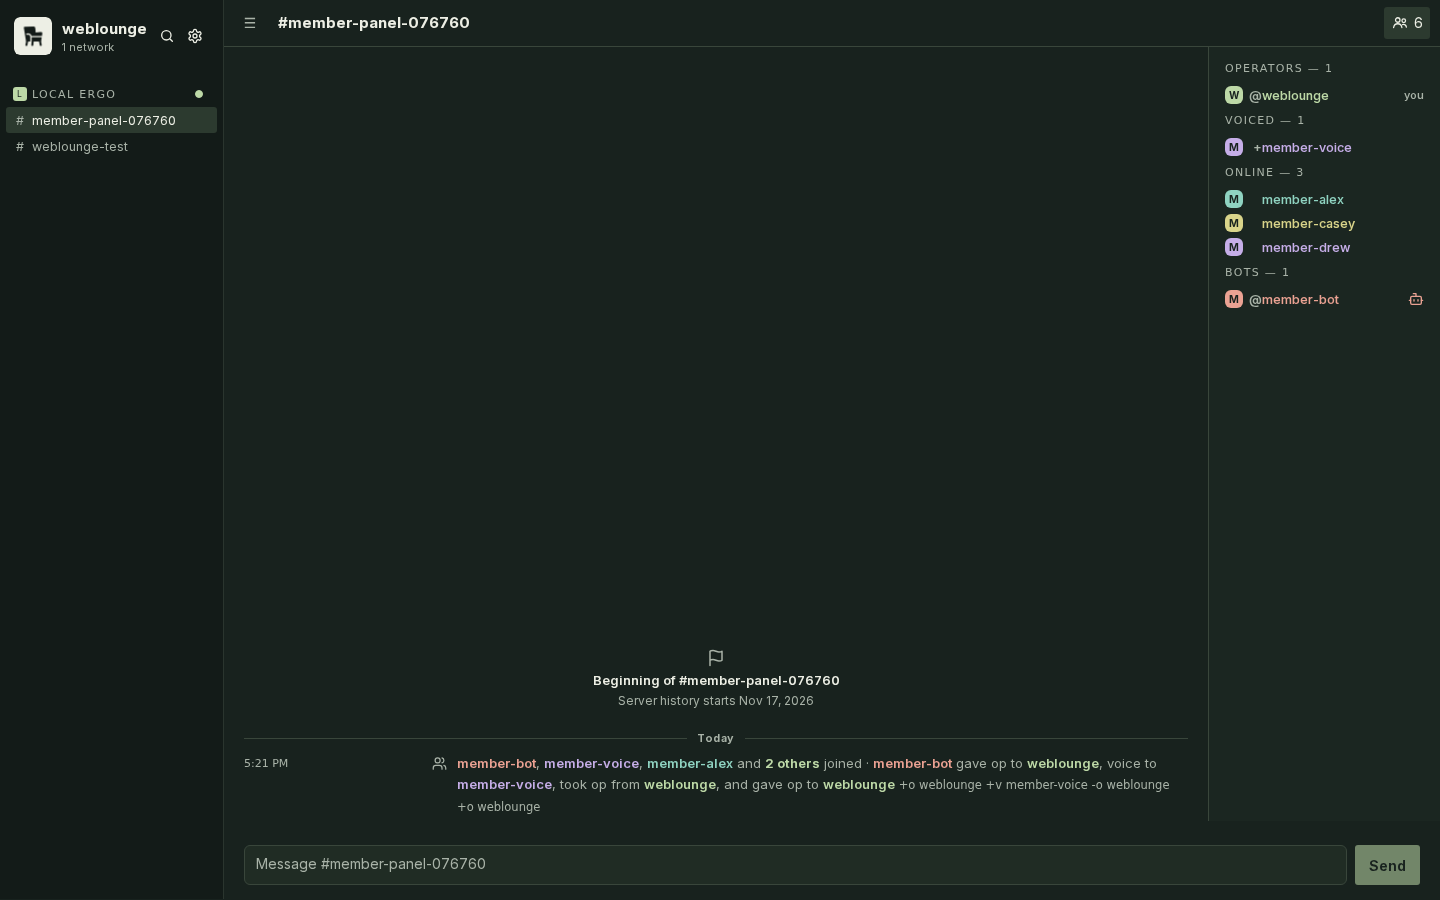 weblounge
1 network
L LOCAL ERGO
# member-panel-076760
# weblounge-test
#member-panel-076760
6
OPERATORS — 1
W @weblounge you
VOICED — 1
M +member-voice
ONLINE — 3
M member-alex
M member-casey
M member-drew
BOTS — 1
M @member-bot
Beginning of #member-panel-076760
Server history starts Nov 17, 2026
Today
5:21 PM member-bot, member-voice, member-alex and 2 others joined · member-bot gave op to weblounge, voice to
member-voice, took op from weblounge, and gave op to weblounge +o weblounge +v member-voice -o weblounge
+o weblounge
Message #member-panel-076760
Send